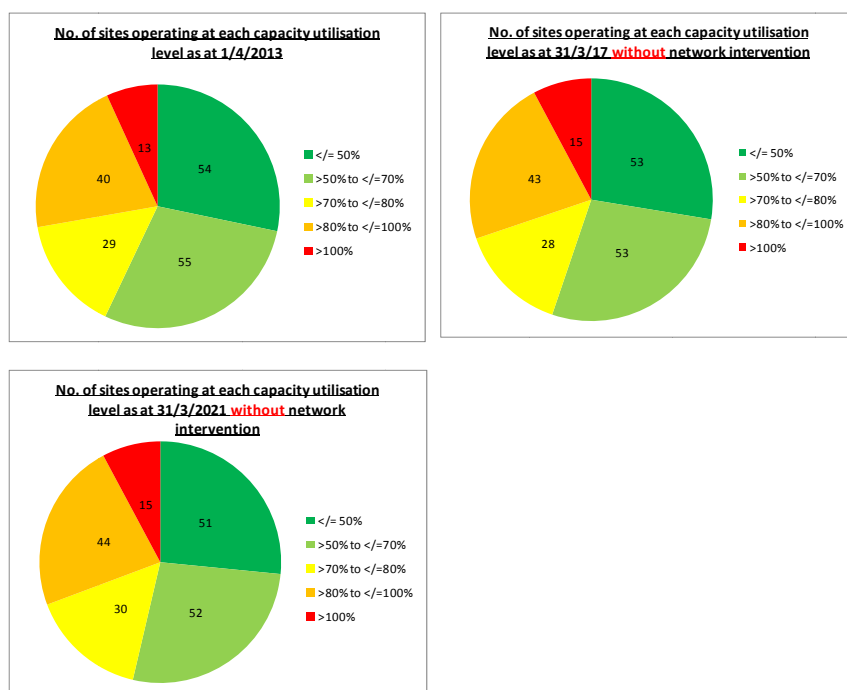 No. of sites operating at each capacity utilisation
level as at 1/4/2013
13
54
40
29
55
</= 50%
>50% to </=70%
>70% to </=80%
>80% to </=100%
>100%
No. of sites operating at each capacity utilisation
level as at 31/3/17 without network intervention
15
53
43
28
53
</= 50%
>50% to </=70%
>70% to </=80%
>80% to </=100%
>100%
No. of sites operating at each capacity utilisation
level as at 31/3/2021 without network
intervention
15
51
44
30
52
</= 50%
>50% to </=70%
>70% to </=80%
>80% to </=100%
>100%